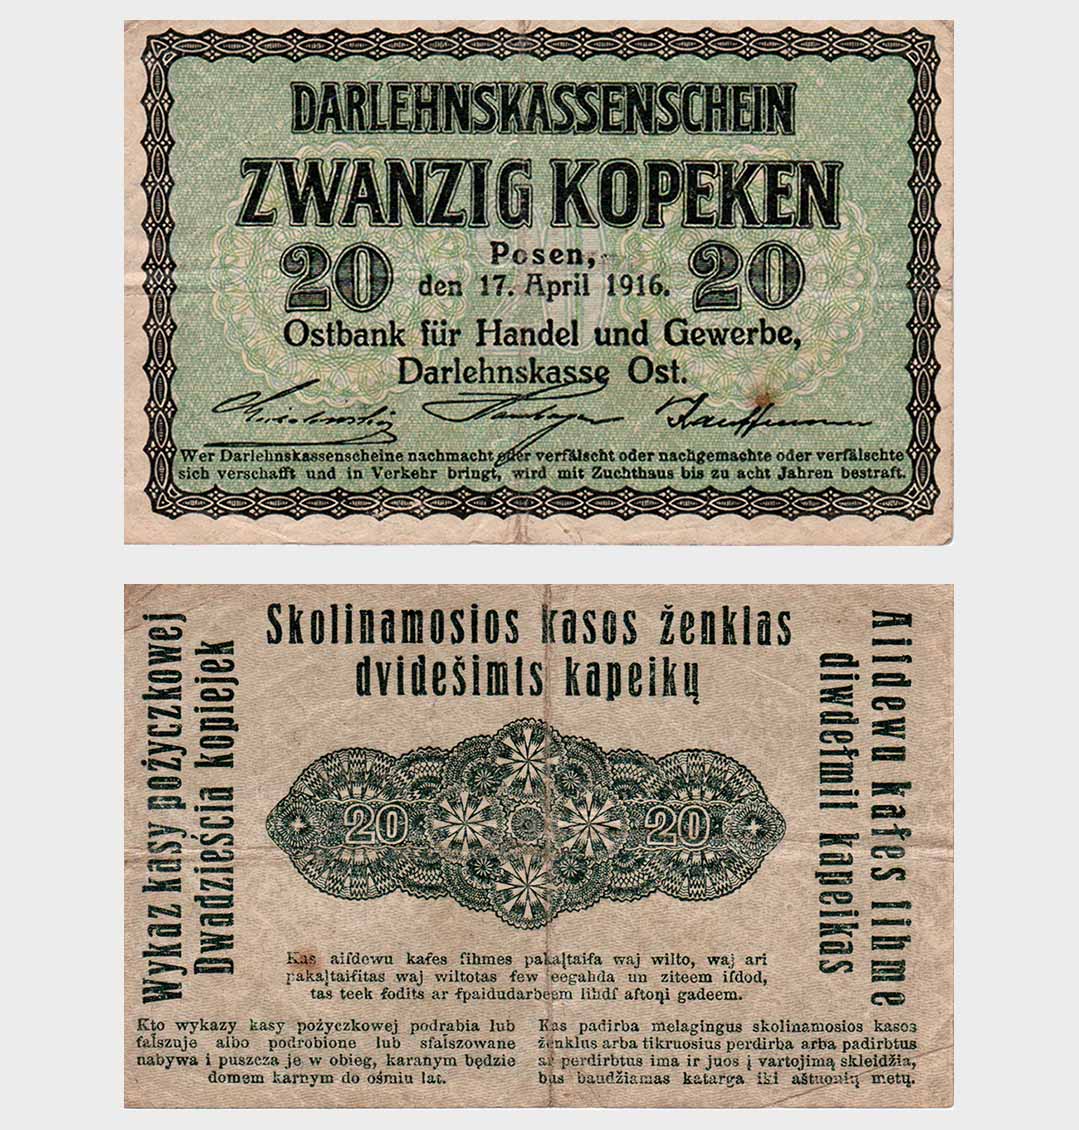 DARLEHNSKASSENSCHEIN
ZWANZIG KOPEKEN
20
Posen,
den 17. April 1916.
20
Ostbank für Handel und Gewerbe,
Darlehnskasse Ost.
Kauffmann
Wer Darlehnskassenscheine nachmacht oder verfälscht oder nachgemachte oder verfälschte
sich verschafft und in Verkehr bringt, wird mit Zuchthaus bis zu acht Jahren bestraft.
Skolinamosios kasos ženklas
dvidešimts kapeikų
Wykaz kasy pożyczkowej
Dwadzieścia kopiejek
Aifdewu kafes fihme
diwdefmit kapeikas
20
20
Kas aifdewu kafes fihmes pakaļtaifa waj wilto, waj ari
pakaļtaifitas waj wiltotas few eegahda un ziteem ifdod,
tas teek fodits ar fpaidudarbeem lihdf aftoņi gadeem.
Kto wykazy kasy pożyczkowej podrabia lub
fałszuje albo podrobione lub sfałszowane
nabywa i puszcza je w obieg, karanym będzie
domem karnym do ośmiu lat.
Kas padirba melagingus skolinamosios kasos
ženklus arba tikruosius perdirba arba padirbtus
ar perdirbtus ima ir juos į vartojimą skleidžia,
bus baudžiamas katarga iki aštuonių metų.